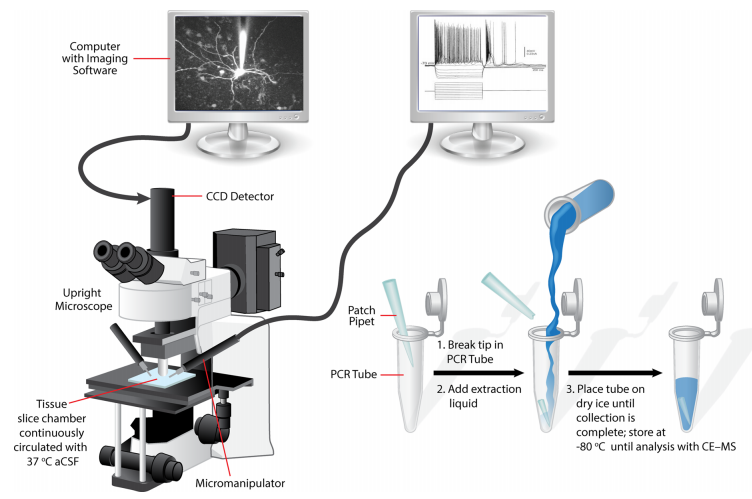 Computer
with Imaging
Software
CCD Detector
Upright
Microscope
Patch
Pipet
PCR Tube
1. Break tip in
PCR Tube
2. Add extraction
liquid
3. Place tube on
dry ice until
collection is
complete; store at
-80 ºC until analysis with CE–MS
Tissue
slice chamber
continuously
circulated with
37 ºC aCSF
Micromanipulator